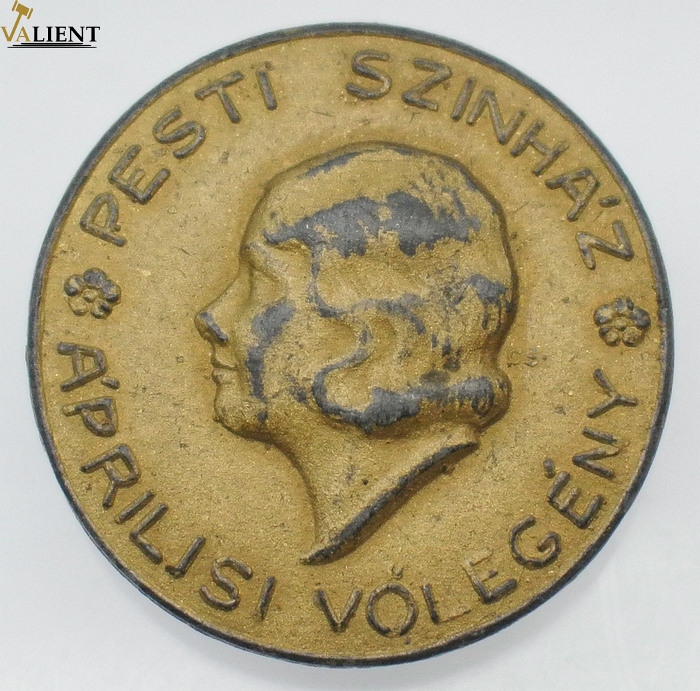 VALIENT
PESTI SZINHÁZ
ÁPRILISI VŐLEGÉNY